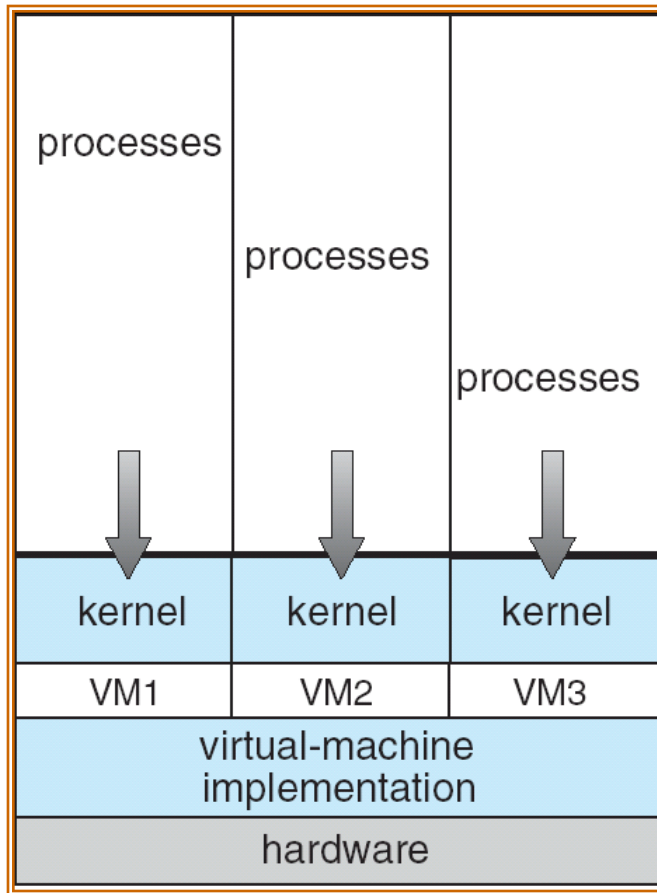 processes
processes
processes
kernel kernel kernel
VM1 VM2 VM3
virtual-machine
implementation
hardware